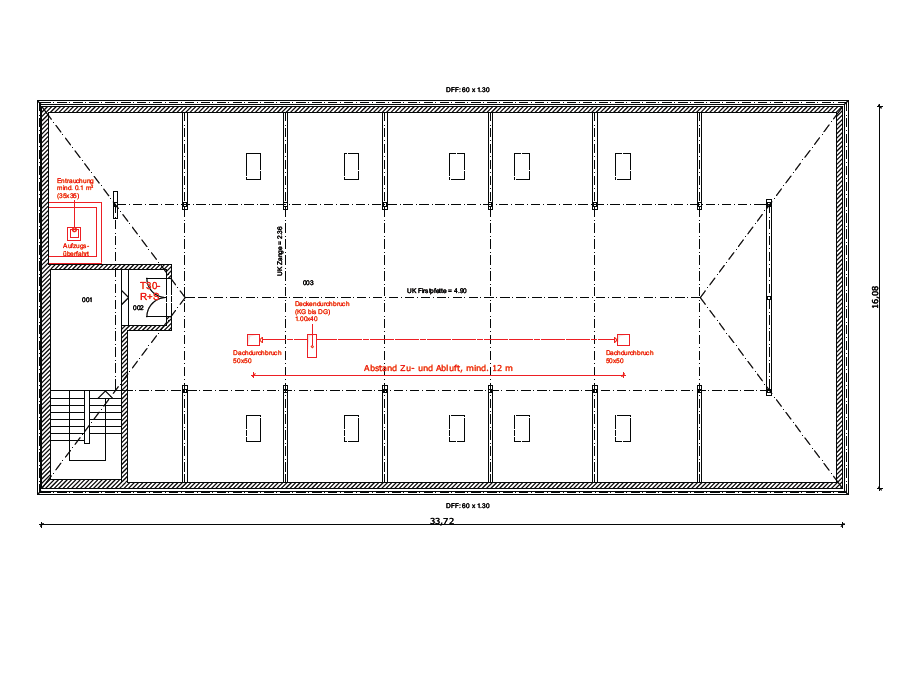 DFF: 60 x 1.30
Entrauchung
mind. 0.1 m²
(35x35)
Aufzugs-
überfahrt
UK Zange = 2.36
003
UK Firstpfette = 4.90
T30-
001
002
Deckendurchbruch
(KG bis DG)
1.00x40
16,08
Dachdurchbruch
50x50
Dachdurchbruch
50x50
Abstand Zu- und Abluft, mind. 12 m
DFF: 60 x 1.30
33,72